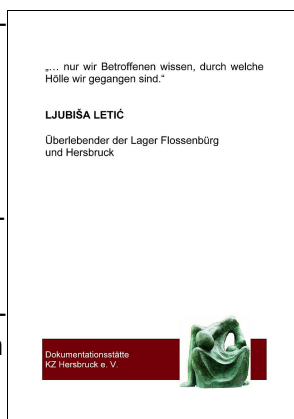 „… nur wir Betroffenen wissen, durch welche
Hölle wir gegangen sind.“
LJUBIŠA LETIĆ
Überlebender der Lager Flossenbürg
und Hersbruck
Dokumentationsstätte
KZ Hersbruck e. V.